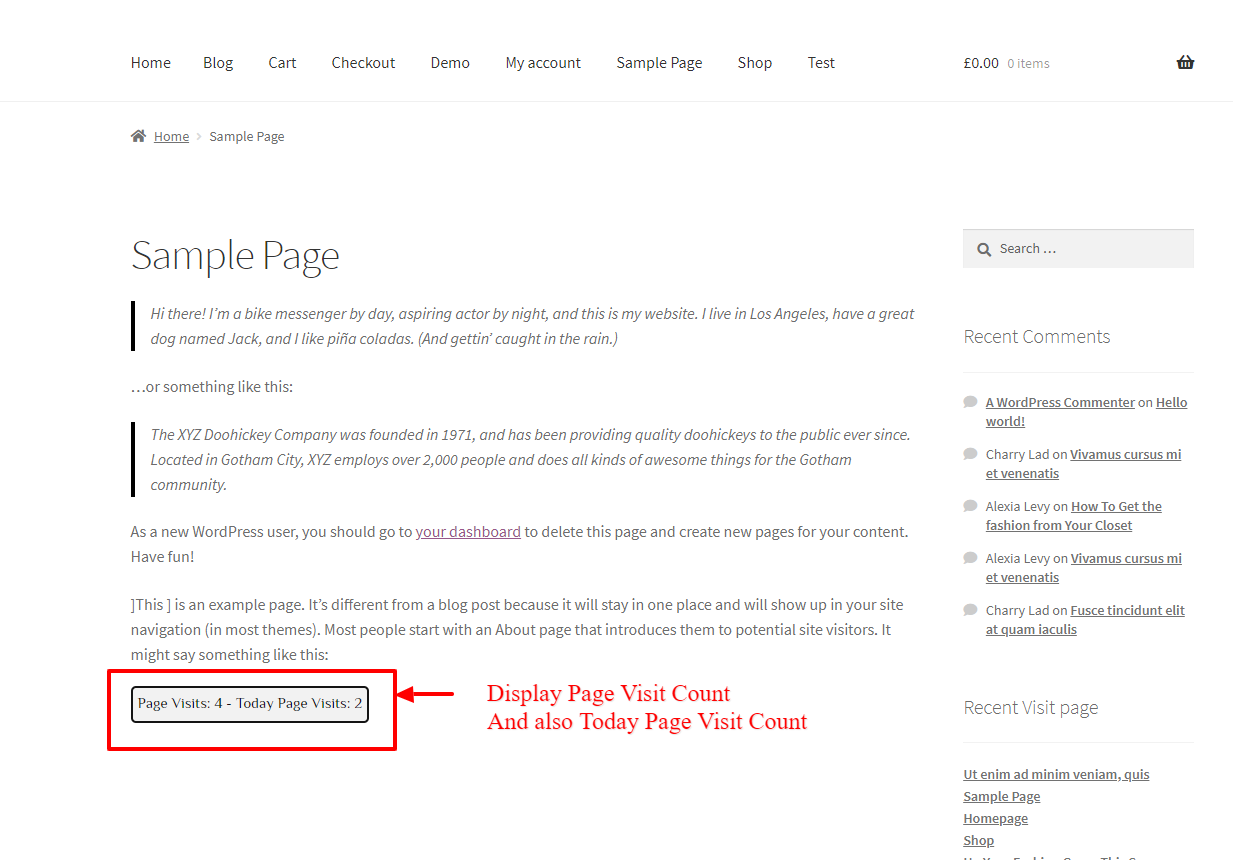 Home Blog Cart Checkout Demo My account Sample Page Shop Test £0.00 0 items
Home Sample Page
Sample Page
Hi there! I’m a bike messenger by day, aspiring actor by night, and this is my website. I live in Los Angeles, have a great
dog named Jack, and I like piña coladas. (And gettin’ caught in the rain.)
…or something like this:
The XYZ Doohickey Company was founded in 1971, and has been providing quality doohickeys to the public ever since.
Located in Gotham City, XYZ employs over 2,000 people and does all kinds of awesome things for the Gotham
community.
As a new WordPress user, you should go to your dashboard to delete this page and create new pages for your content.
Have fun!
]This ] is an example page. It’s different from a blog post because it will stay in one place and will show up in your site
navigation (in most themes). Most people start with an About page that introduces them to potential site visitors. It
might say something like this:
Page Visits: 4 - Today Page Visits: 2
Display Page Visit Count
And also Today Page Visit Count
Search …
Recent Comments
A WordPress Commenter on Hello
world!
Charry Lad on Vivamus cursus mi
et venenatis
Alexia Levy on How To Get the
fashion from Your Closet
Alexia Levy on Vivamus cursus mi
et venenatis
Charry Lad on Fusce tincidunt elit
at quam iaculis
Recent Visit page
Ut enim ad minim veniam, quis
Sample Page
Homepage
Shop